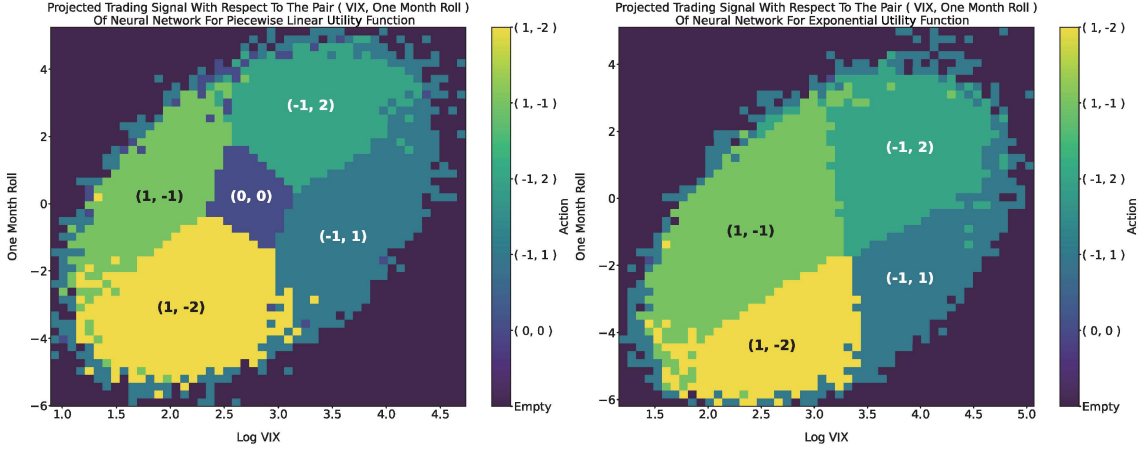 Projected Trading Signal With Respect To The Pair ( VIX, One Month Roll )
Of Neural Network For Piecewise Linear Utility Function
One Month Roll
4
2
0
−2
−4
−6
(-1, 2)
(1, -1)
(0, 0)
(-1, 1)
(1, -2)
1.0 1.5 2.0 2.5 3.0 3.5 4.0 4.5
Log VIX
( 1, -2 )
( 1, -1 )
( -1, 2 )
( -1, 1 )
( 0, 0 )
Empty
Action
Projected Trading Signal With Respect To The Pair ( VIX, One Month Roll )
Of Neural Network For Exponential Utility Function
One Month Roll
4
2
0
−2
−4
−6
(-1, 2)
(1, -1)
(-1, 1)
(1, -2)
1.5 2.0 2.5 3.0 3.5 4.0 4.5 5.0
Log VIX
( 1, -2 )
( 1, -1 )
( -1, 2 )
( -1, 1 )
( 0, 0 )
Empty
Action